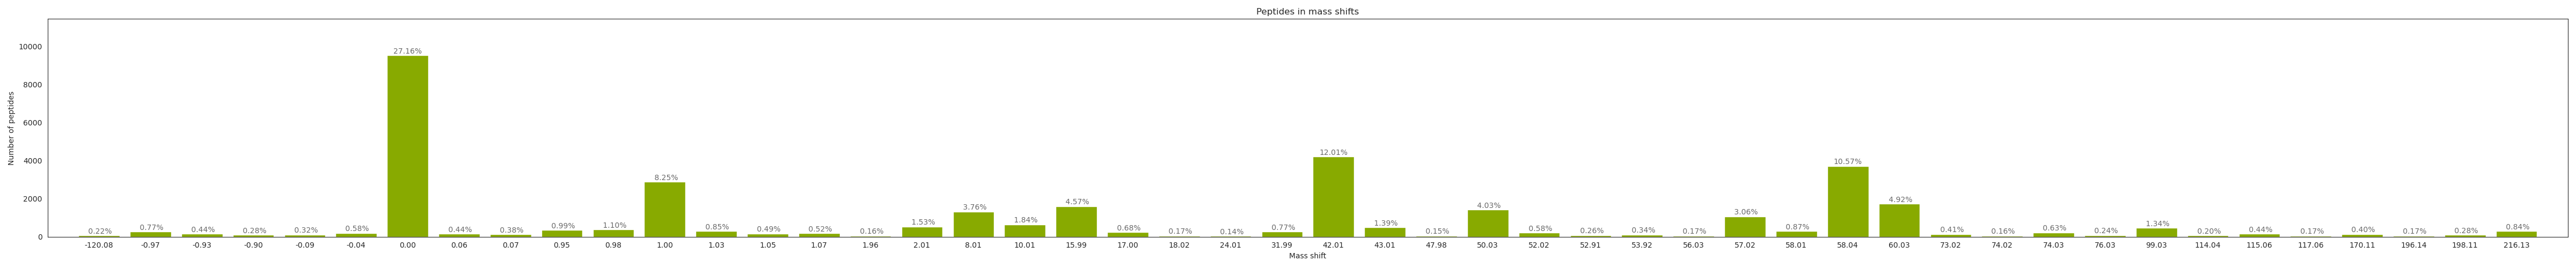 Peptides in mass shifts
10000
8000
6000
4000
2000
0
Number of peptides
0.22% 0.77% 0.44% 0.28% 0.32% 0.58% 27.16% 0.44% 0.38% 0.99% 1.10% 8.25% 0.85% 0.49% 0.52% 0.16% 1.53% 3.76% 1.84% 4.57% 0.68% 0.17% 0.14% 0.77% 12.01% 1.39% 0.15% 4.03% 0.58% 0.26% 0.34% 0.17% 3.06% 0.87% 10.57% 4.92% 0.41% 0.16% 0.63% 0.24% 1.34% 0.20% 0.44% 0.17% 0.40% 0.17% 0.28% 0.84%
-120.08 -0.97 -0.93 -0.90 -0.09 -0.04 0.00 0.06 0.07 0.95 0.98 1.00 1.03 1.05 1.07 1.96 2.01 8.01 10.01 15.99 17.00 18.02 24.01 31.99 42.01 43.01 47.98 50.03 52.02 52.91 53.92 56.03 57.02 58.01 58.04 60.03 73.02 74.02 74.03 76.03 99.03 114.04 115.06 117.06 170.11 196.14 198.11 216.13
Mass shift